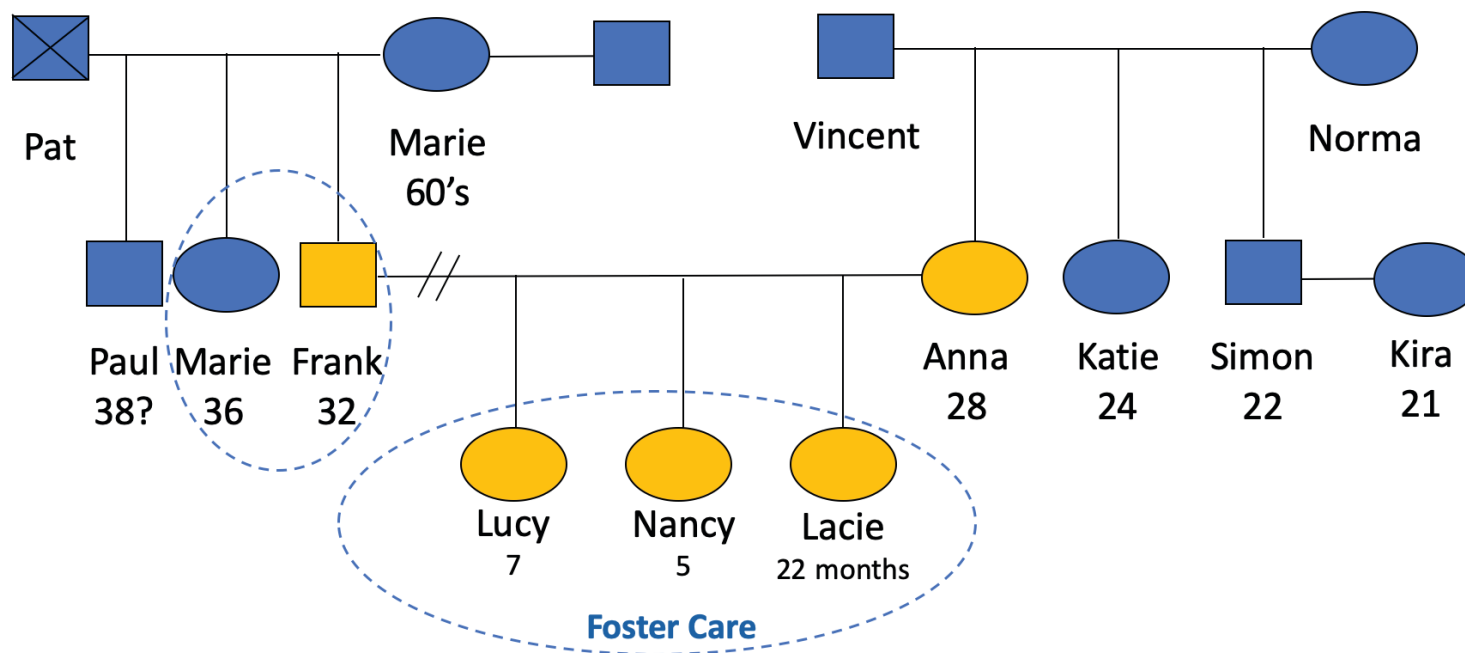 Pat
Marie
60's
Vincent
Norma
Paul
38?
Marie
36
Frank
32
Anna
28
Katie
24
Simon
22
Kira
21
Lucy
7
Nancy
5
Lacie
22 months
Foster Care